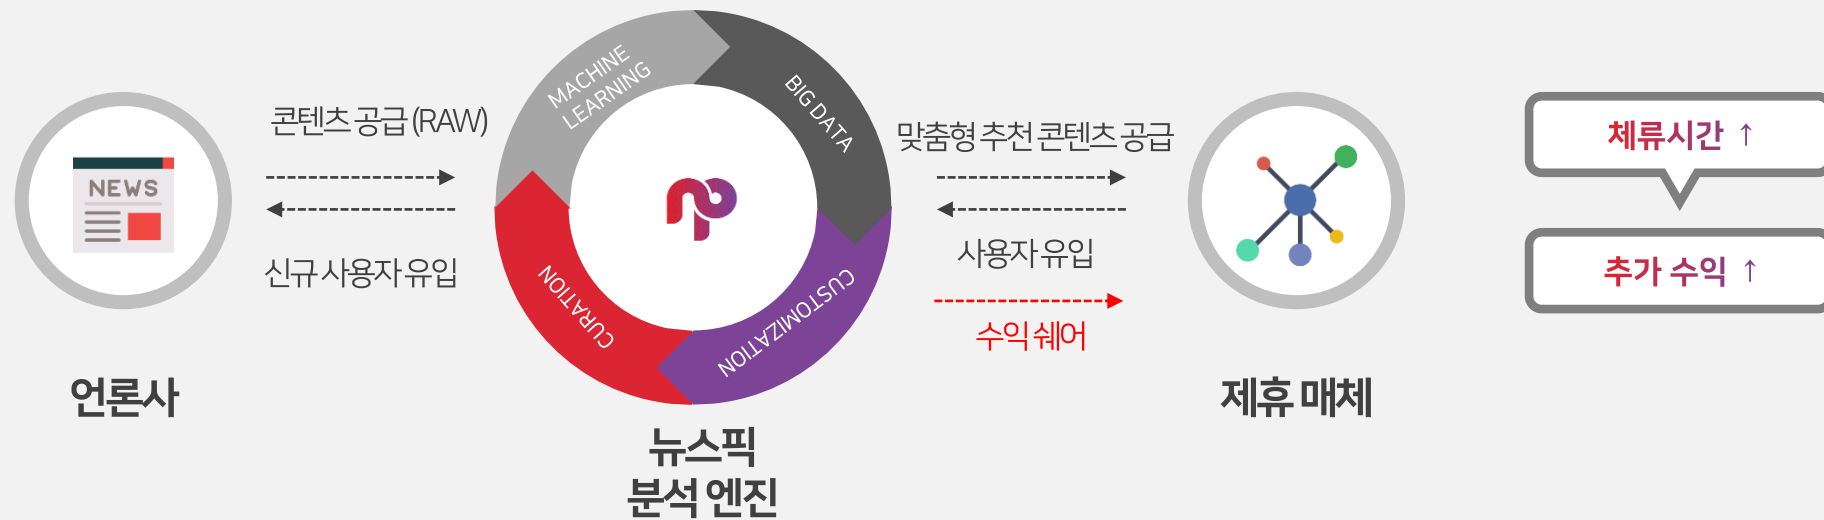 NEWS
언론사
콘텐츠 공급 (RAW)
신규 사용자 유입
MACHINE
LEARNING
BIG DATA
CUSTOMIZATION
CURATION
np
뉴스픽
분석 엔진
맞춤형 추천 콘텐츠 공급
사용자 유입
수익 쉐어
제휴 매체
체류시간 ↑
추가 수익 ↑